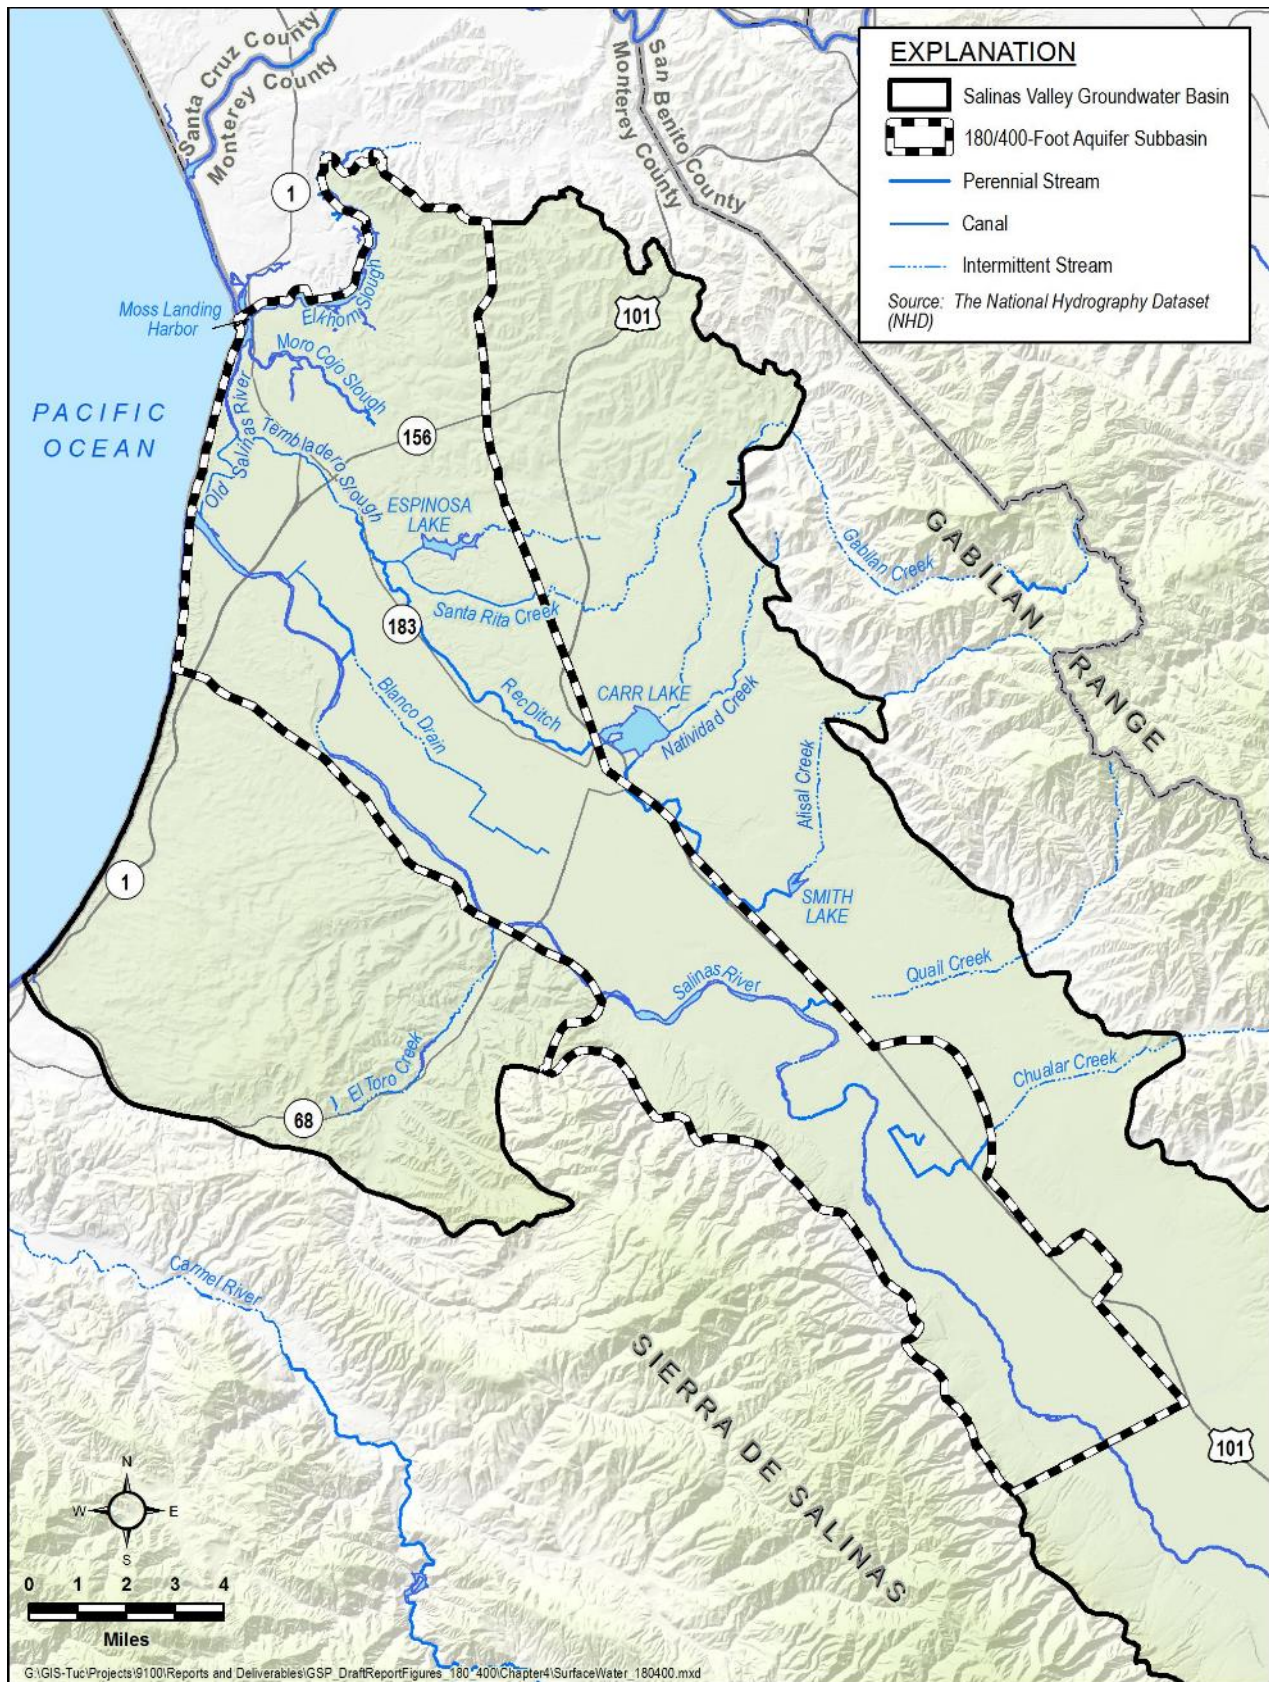 EXPLANATION
Salinas Valley Groundwater Basin
180/400-Foot Aquifer Subbasin
Perennial Stream
Canal
Intermittent Stream
Source: The National Hydrography Dataset
(NHD)
Santa Cruz County
Monterey County
San Benito County
Monterey County
1
101
Moss Landing
Harbor
Elkhorn Slough
Moro Cojo Slough
PACIFIC
OCEAN
Old Salinas River
156
Tembladero Slough
ESPINOSA
LAKE
GABILAN
RANGE
Gabilan Creek
Santa Rita Creek
183
CARR LAKE
RecDitch
Natividad Creek
Blanco Drain
Alisal Creek
1
SMITH
LAKE
Quail Creek
Salinas River
Chualar Creek
El Toro Creek
68
Carmel River
SIERRA DE SALINAS
101
N
W
E
S
0 1 2 3 4
Miles
G:\GIS-Tuc\Projects\9100\Reports and Deliverables\GSP_DraftReportFigures_180_400\Chapter4\SurfaceWater_180400.mxd